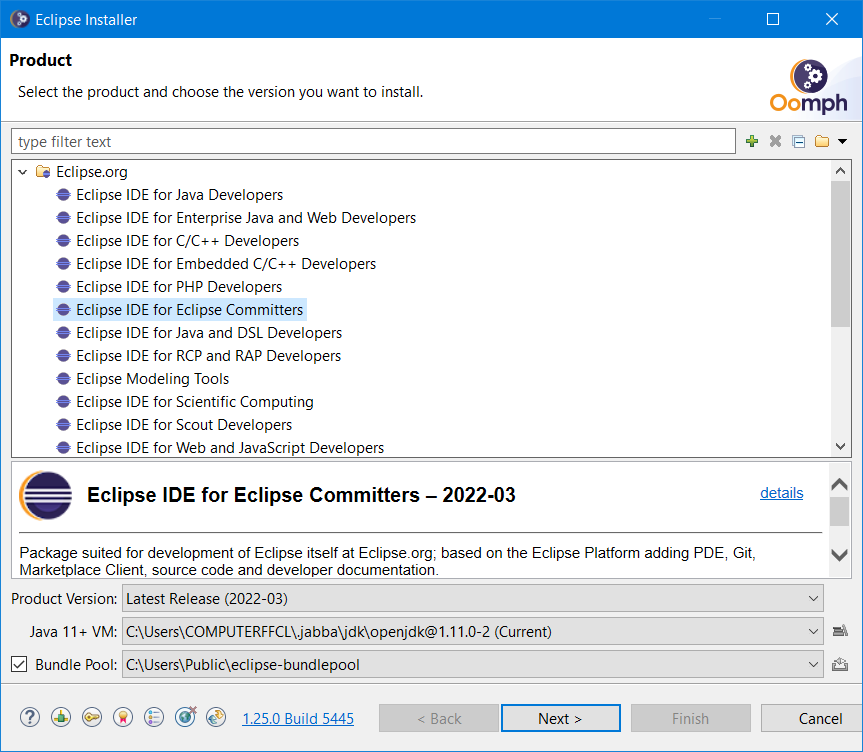 Eclipse Installer
Product
Select the product and choose the version you want to install.
Oomph
type filter text
Eclipse.org
Eclipse IDE for Java Developers
Eclipse IDE for Enterprise Java and Web Developers
Eclipse IDE for C/C++ Developers
Eclipse IDE for Embedded C/C++ Developers
Eclipse IDE for PHP Developers
Eclipse IDE for Eclipse Committers
Eclipse IDE for Java and DSL Developers
Eclipse IDE for RCP and RAP Developers
Eclipse Modeling Tools
Eclipse IDE for Scientific Computing
Eclipse IDE for Scout Developers
Eclipse IDE for Web and JavaScript Developers
Eclipse IDE for Eclipse Committers – 2022-03 details
Package suited for development of Eclipse itself at Eclipse.org; based on the Eclipse Platform adding PDE, Git,
Marketplace Client, source code and developer documentation.
Product Version: Latest Release (2022-03)
Java 11+ VM: C:\Users\COMPUTERFFCL\.jabba\jdk\openjdk@1.11.0-2 (Current)
Bundle Pool: C:\Users\Public\eclipse-bundlepool
1.25.0 Build 5445 < Back Next > Finish Cancel